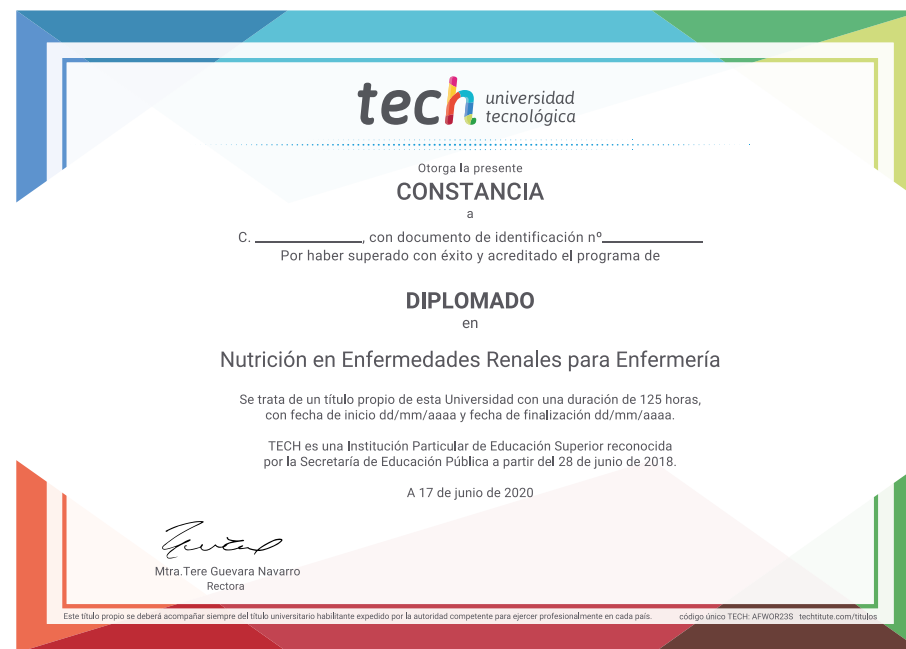 tech universidad
tecnológica
Otorga la presente
CONSTANCIA
a
C. ____________, con documento de identificación nº____________
Por haber superado con éxito y acreditado el programa de
DIPLOMADO
en
Nutrición en Enfermedades Renales para Enfermería
Se trata de un título propio de esta Universidad con una duración de 125 horas,
con fecha de inicio dd/mm/aaaa y fecha de finalización dd/mm/aaaa.
TECH es una Institución Particular de Educación Superior reconocida
por la Secretaría de Educación Pública a partir del 28 de junio de 2018.
A 17 de junio de 2020
Mtra.Tere Guevara Navarro
Rectora
Este título propio se deberá acompañar siempre del título universitario habilitante expedido por la autoridad competente para ejercer profesionalmente en cada país. código único TECH: AFWOR23S techtitute.com/titulos